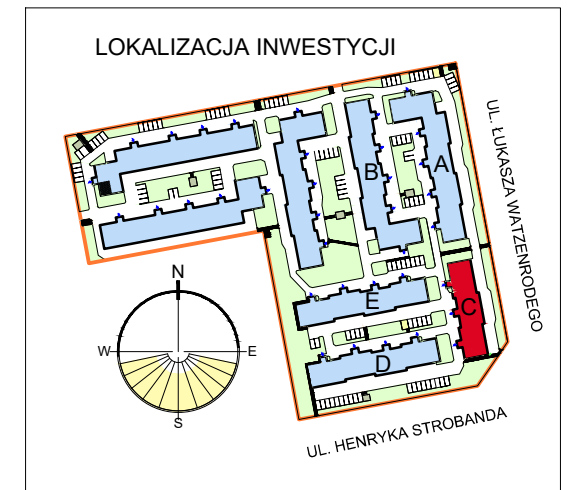 LOKALIZACJA INWESTYCJI
UL. ŁUKASZA WATZENRODEGO
A
B
C
E
D
N
W
E
S
UL. HENRYKA STROBANDA